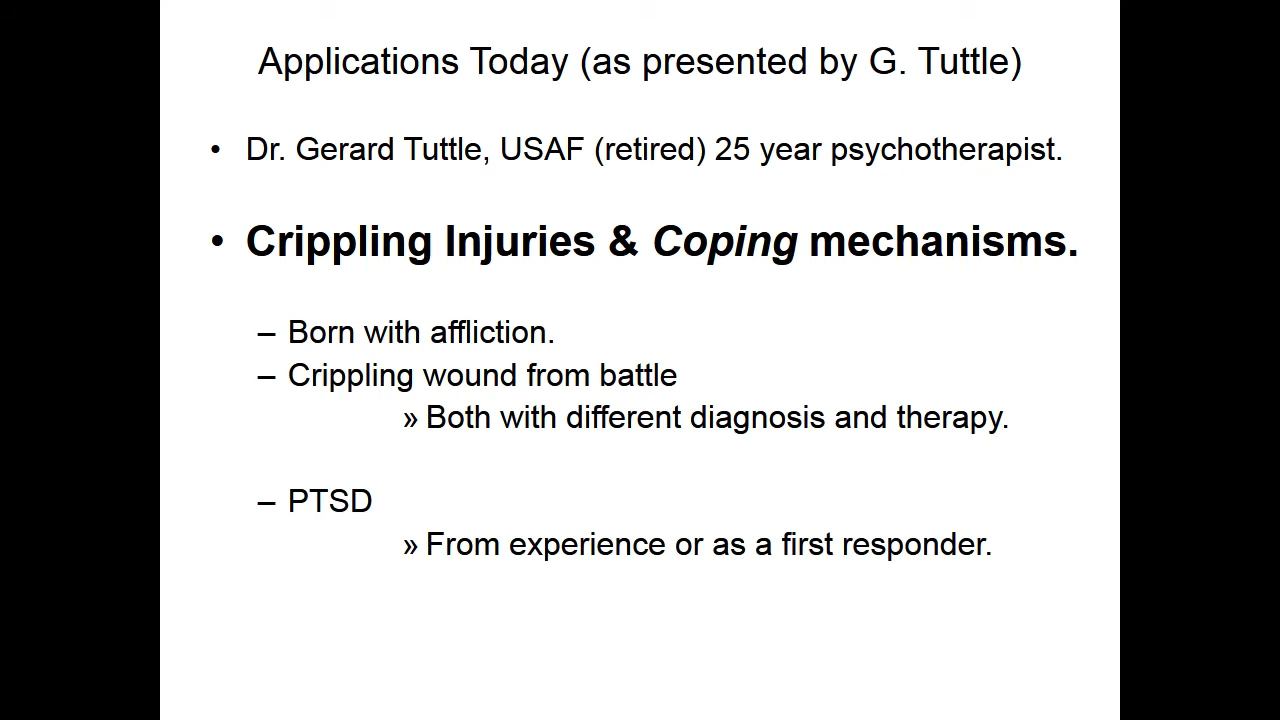 Applications Today (as presented by G. Tuttle)
• Dr. Gerard Tuttle, USAF (retired) 25 year psychotherapist.
• Crippling Injuries & Coping mechanisms.
– Born with affliction.
– Crippling wound from battle
» Both with different diagnosis and therapy.
– PTSD
» From experience or as a first responder.